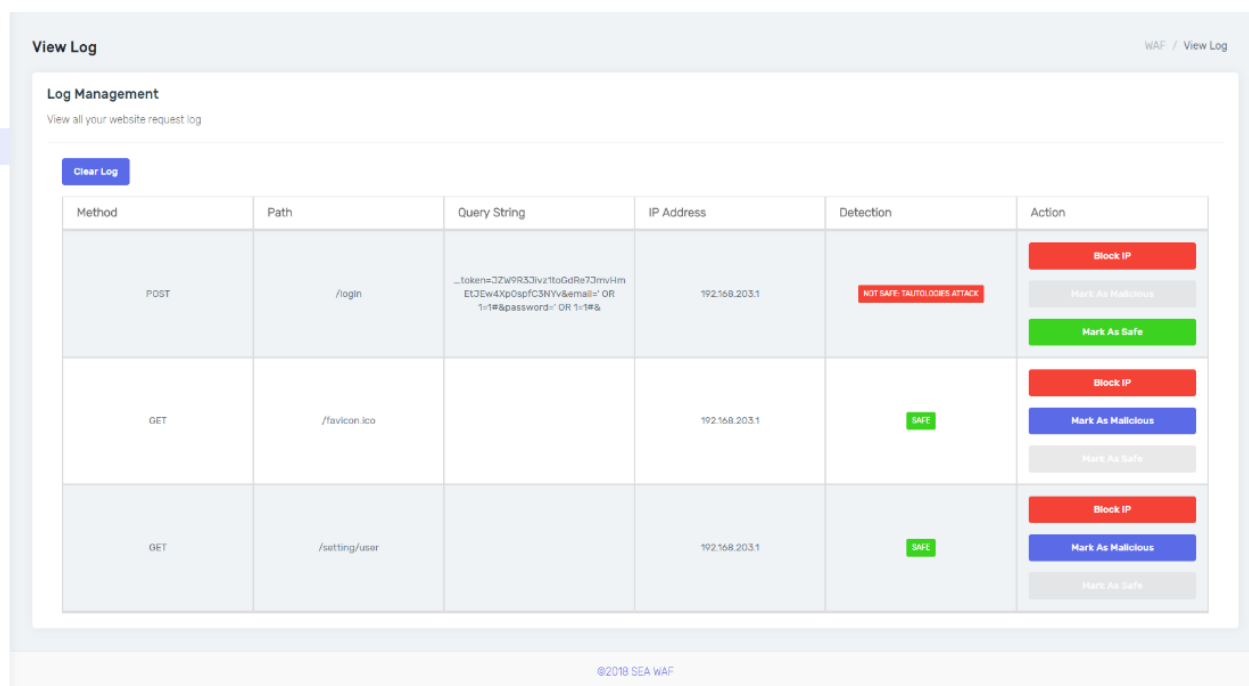 View Log
WAF / View Log
Log Management
View all your website request log
Clear Log
Method Path Query String IP Address Detection Action
POST
/login
_token=JZW9R3Jivz1toGdRe7JmvHm
EtJEw4XpOspfC3NYv&email=' OR
1=1#&password=' OR 1=1#&
192.168.203.1
NOT SAFE: TAUTOLOGIES ATTACK
Block IP
Mark As Malicious
Mark As Safe
GET
/favicon.ico
192.168.203.1
SAFE
Block IP
Mark As Malicious
Mark As Safe
GET
/setting/user
192.168.203.1
SAFE
Block IP
Mark As Malicious
Mark As Safe
©2018 SEA WAF